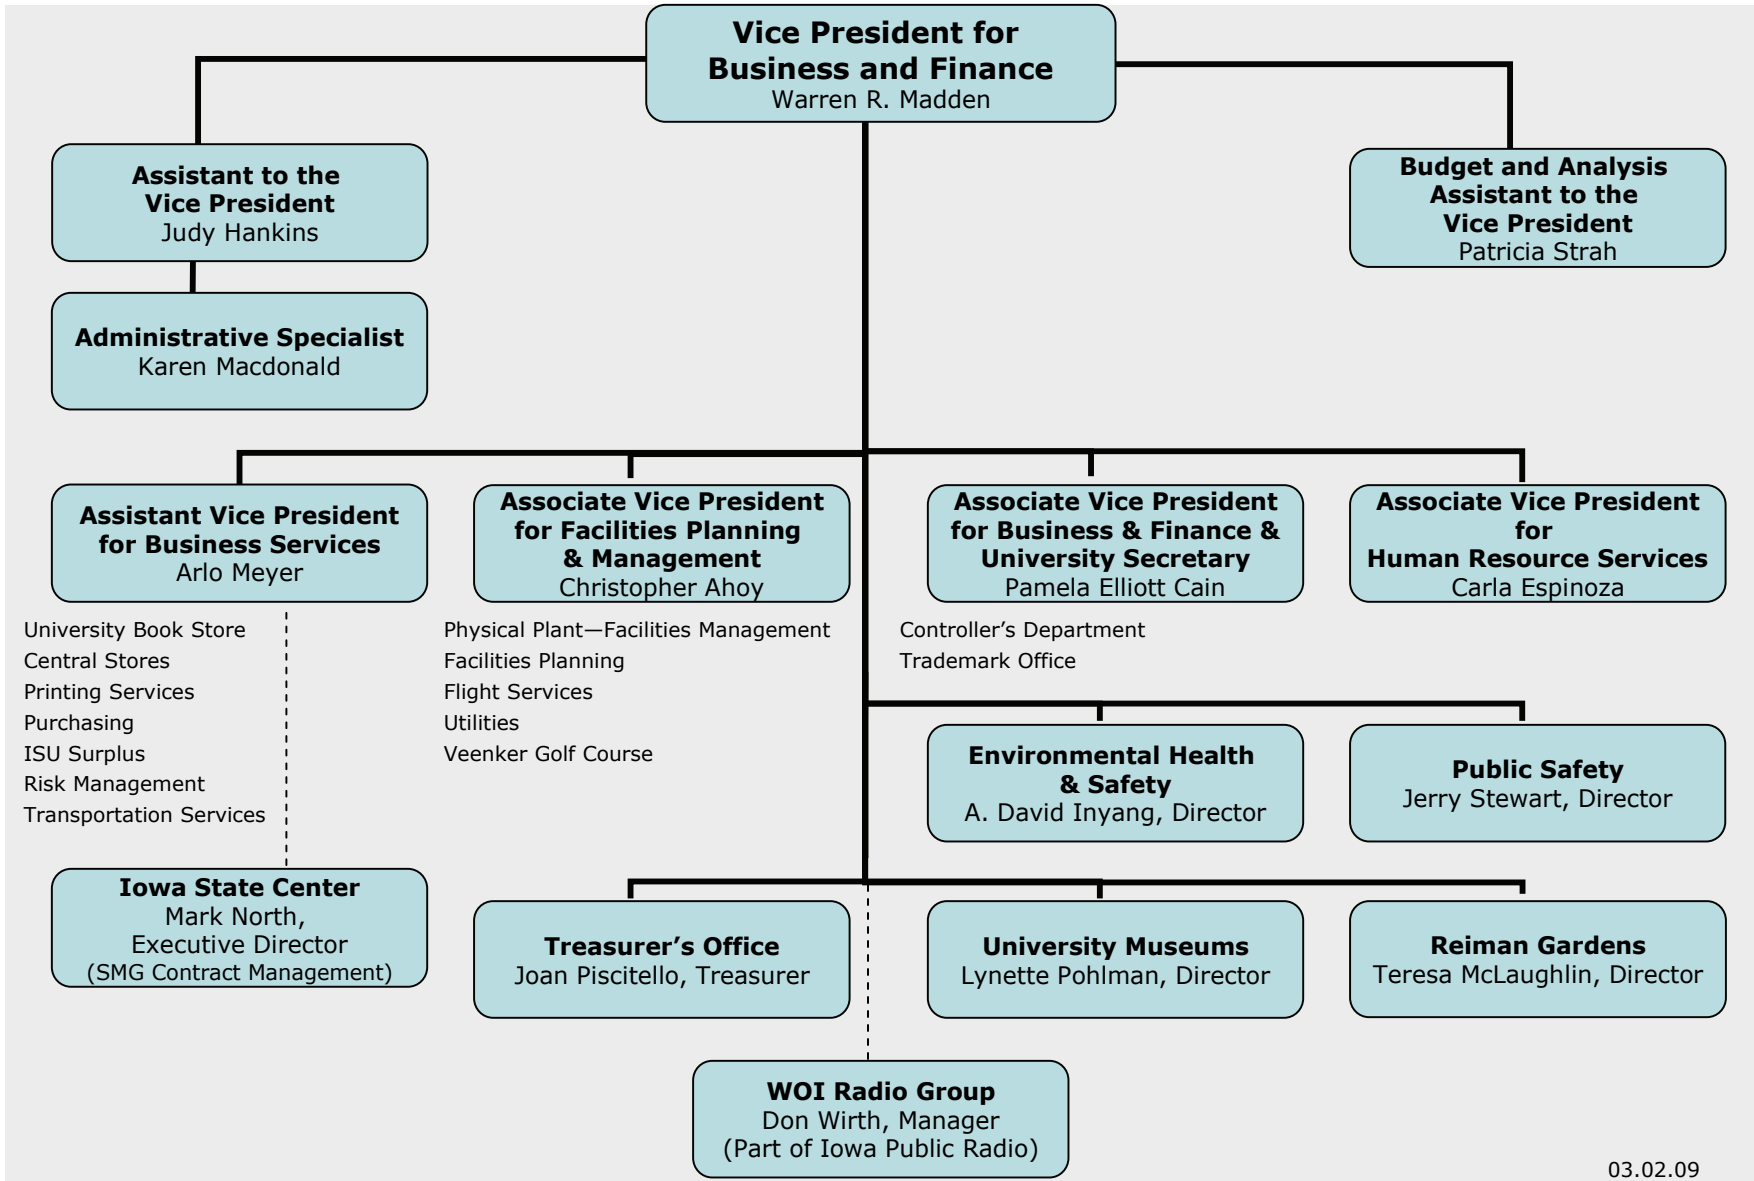 Vice President for
Business and Finance
Warren R. Madden
Assistant to the
Vice President
Judy Hankins
Budget and Analysis
Assistant to the
Vice President
Patricia Strah
Administrative Specialist
Karen Macdonald
Assistant Vice President
for Business Services
Arlo Meyer
Associate Vice President
for Facilities Planning
& Management
Christopher Ahoy
Associate Vice President
for Business & Finance &
University Secretary
Pamela Elliott Cain
Associate Vice President
for
Human Resource Services
Carla Espinoza
University Book Store
Central Stores
Printing Services
Purchasing
ISU Surplus
Risk Management
Transportation Services
Physical Plant—Facilities Management
Facilities Planning
Flight Services
Utilities
Veenker Golf Course
Controller’s Department
Trademark Office
Environmental Health
& Safety
A. David Inyang, Director
Public Safety
Jerry Stewart, Director
Iowa State Center
Mark North,
Executive Director
(SMG Contract Management)
Treasurer’s Office
Joan Piscitello, Treasurer
University Museums
Lynette Pohlman, Director
Reiman Gardens
Teresa McLaughlin, Director
WOI Radio Group
Don Wirth, Manager
(Part of Iowa Public Radio)
03.02.09